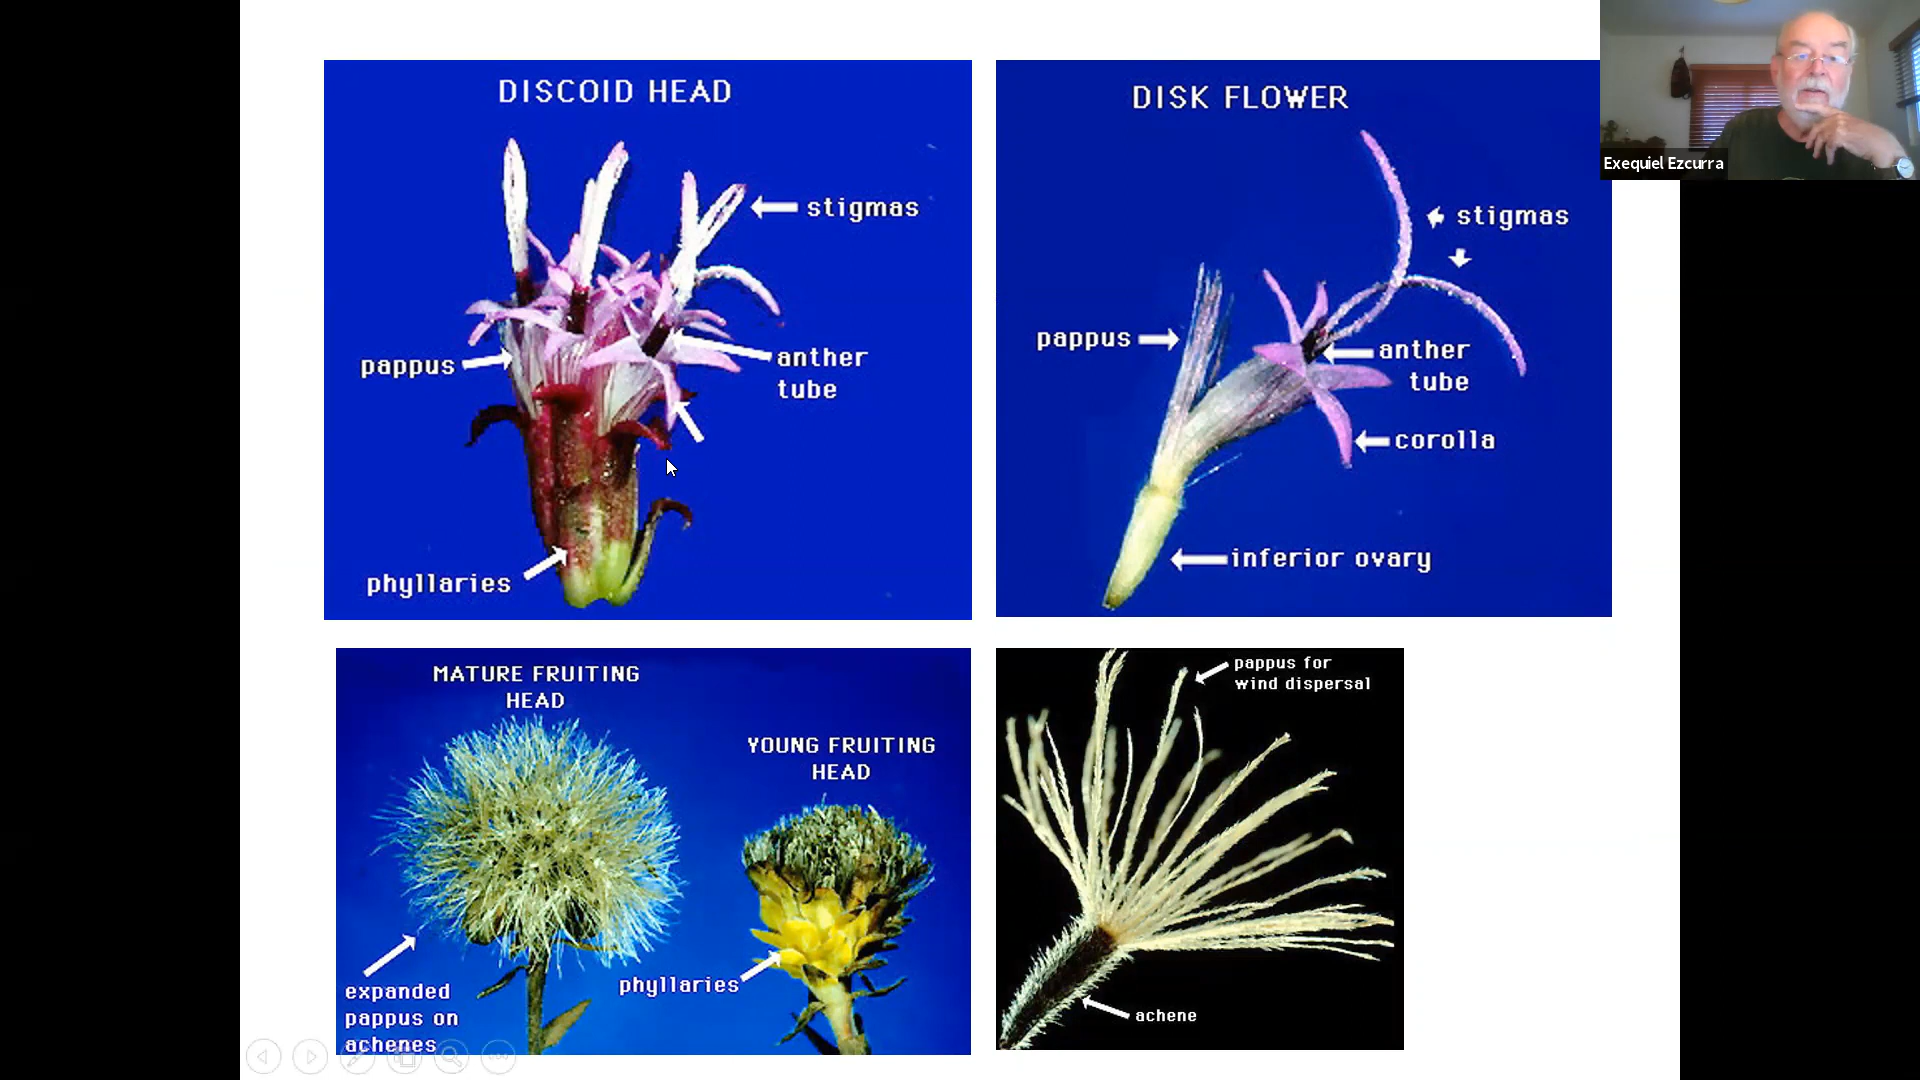 DISCOID HEAD
stigmas
pappus
anther
tube
phyllaries
DISK FLOWER
stigmas
pappus
anther
tube
corolla
inferior ovary
Exequiel Ezcurra
MATURE FRUITING
HEAD
YOUNG FRUITING
HEAD
expanded
pappus on
achenes
phyllaries
pappus for
wind dispersal
achene